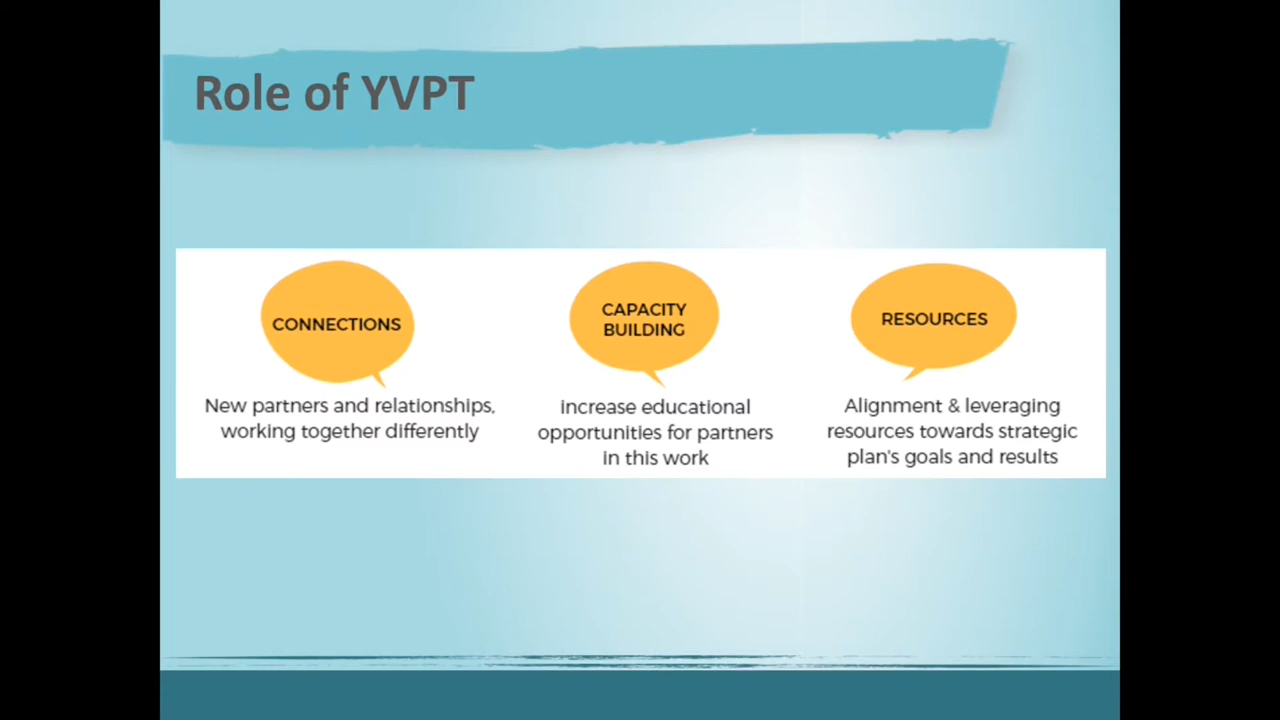 Role of YVPT
CONNECTIONS
New partners and relationships,
working together differently
CAPACITY
BUILDING
increase educational
opportunities for partners
in this work
RESOURCES
Alignment & leveraging
resources towards strategic
plan's goals and results